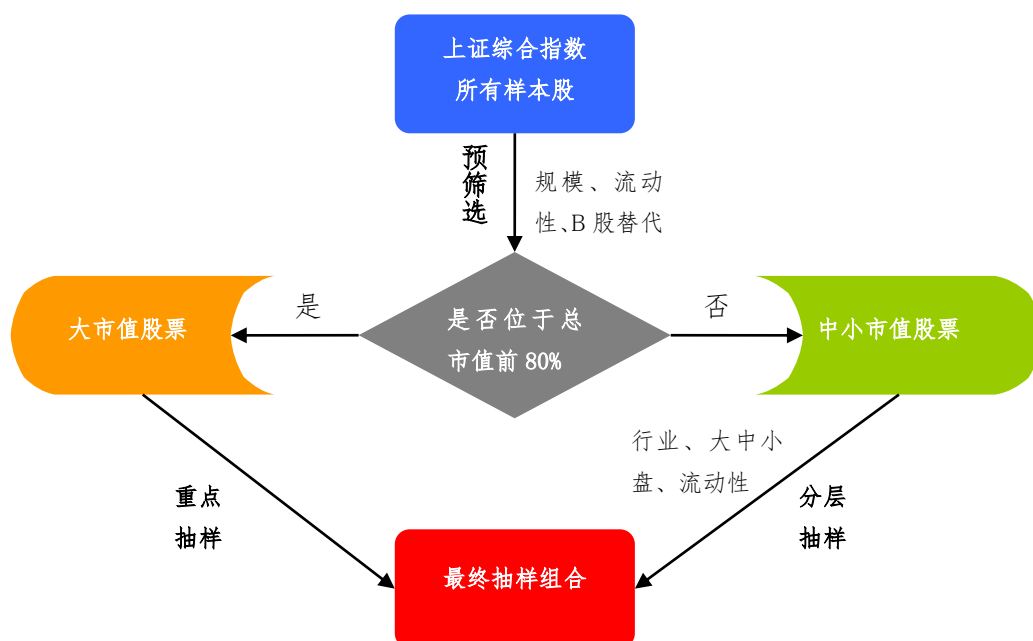 上证综合指数
所有样本股
预筛选
规模、流动
性、B 股替代
是
否
大市值股票
是否位于总
市值前 80%
中小市值股票
行业、大中小
盘、流动性
重点
抽样
分层
抽样
最终抽样组合